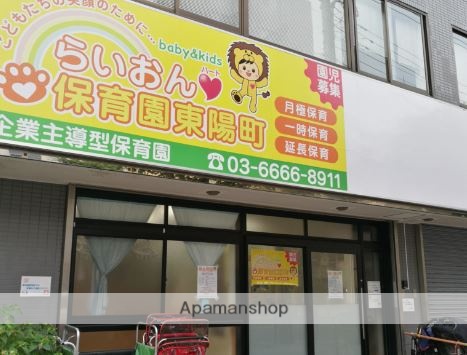 こどもたちの笑顔のために‥
baby&kids
らいおん
ハート
保育園東陽町
園児
募集
月極保育
一時保育
延長保育
企業主導型保育園
☎03-6666-8911
Apamanshop